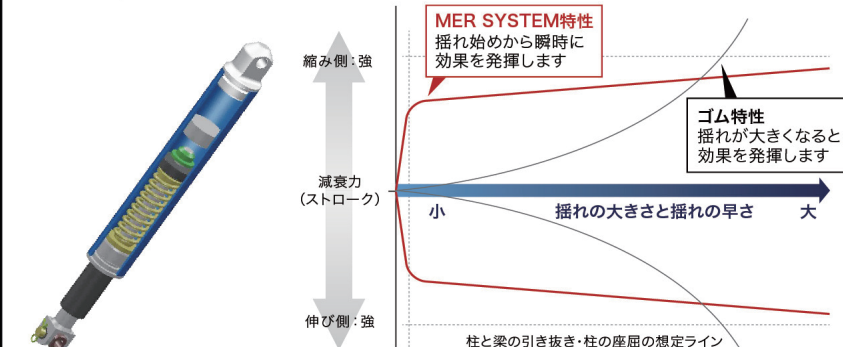 MER SYSTEM特性
揺れ始めから瞬時に
効果を発揮します
縮み側：強
ゴム特性
揺れが大きくなると
効果を発揮します
減衰力
（ストローク）
小
揺れの大きさと揺れの早さ
大
伸び側：強
柱と梁の引き抜き・柱の座屈の想定ライン